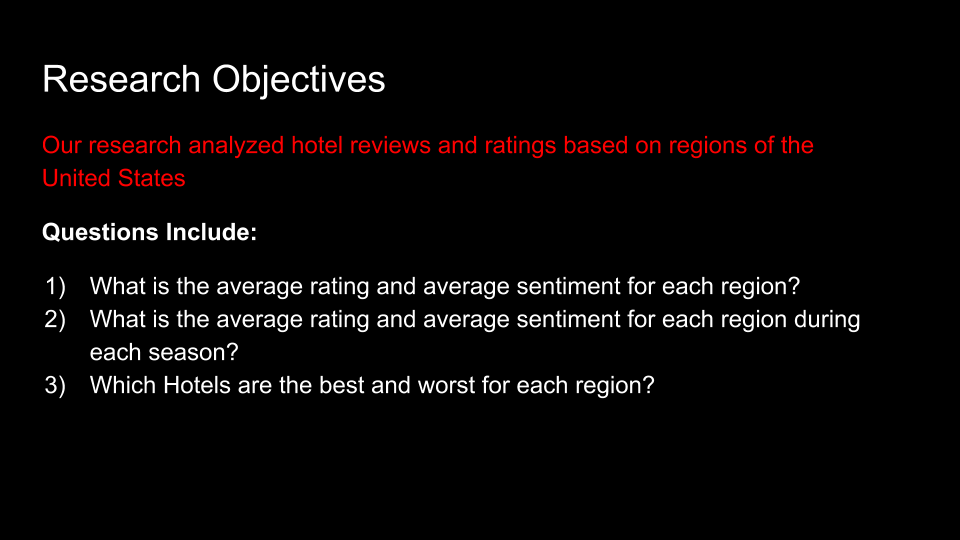 Research Objectives
Our research analyzed hotel reviews and ratings based on regions of the
United States
Questions Include:
1) What is the average rating and average sentiment for each region?
2) What is the average rating and average sentiment for each region during
each season?
3) Which Hotels are the best and worst for each region?